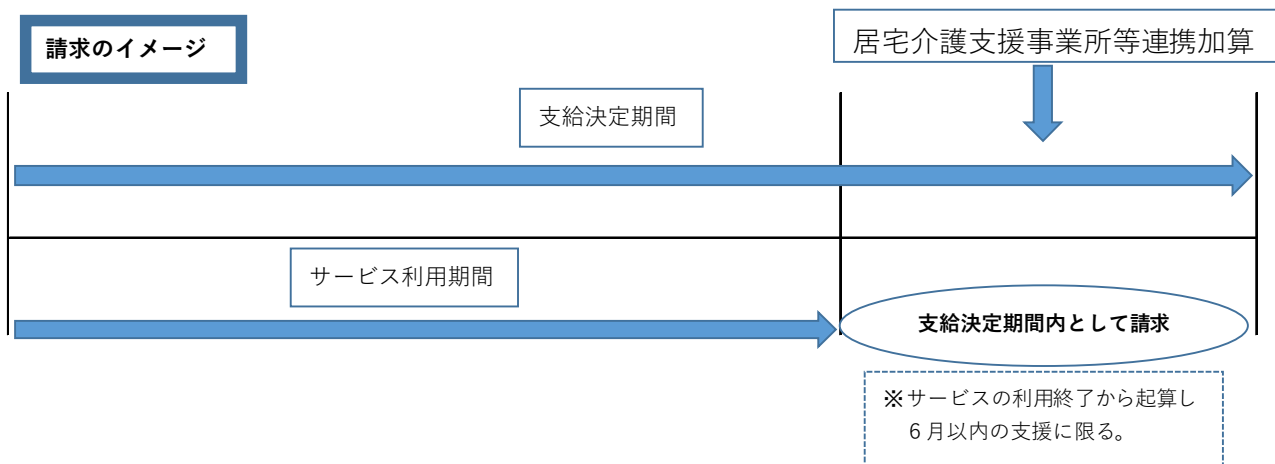 請求のイメージ
居宅介護支援事業所等連携加算
支給決定期間
サービス利用期間
支給決定期間内として請求
※サービスの利用終了から起算し
6月以内の支援に限る。